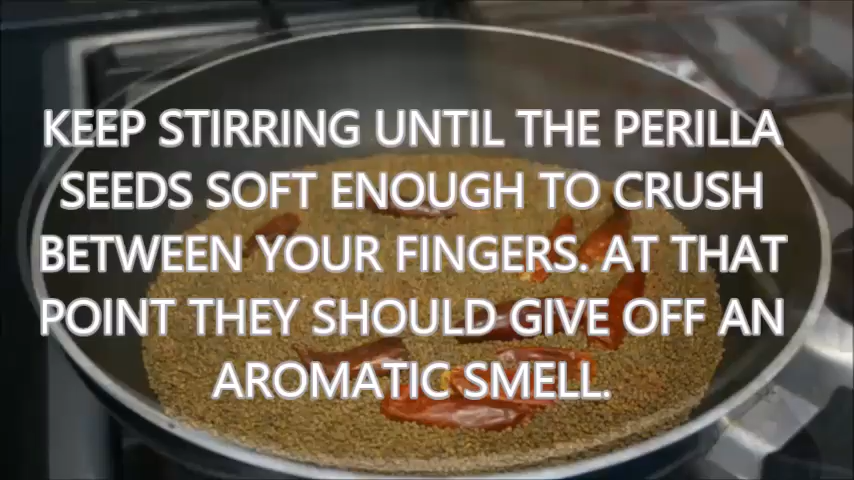 KEEP STIRRING UNTIL THE PERILLA
SEEDS SOFT ENOUGH TO CRUSH
BETWEEN YOUR FINGERS. AT THAT
POINT THEY SHOULD GIVE OFF AN
AROMATIC SMELL.